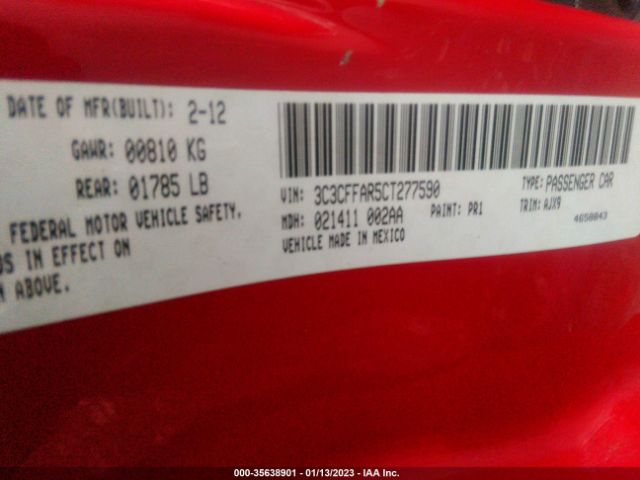 DATE OF MFR(BUILT): 2-12
GAWR: 00810 KG
REAR: 01785 LB
FEDERAL MOTOR VEHICLE SAFETY,
DS IN EFFECT ON
N ABOVE.
VIN: 3C3CFFAR5CT277590
TYPE: PASSENGER CAR
MDH: 021411 002AA
PAINT: PR1
TRIM: AJX9
VEHICLE MADE IN MEXICO
4658843
000-35638901 - 01/13/2023 - IAA Inc.